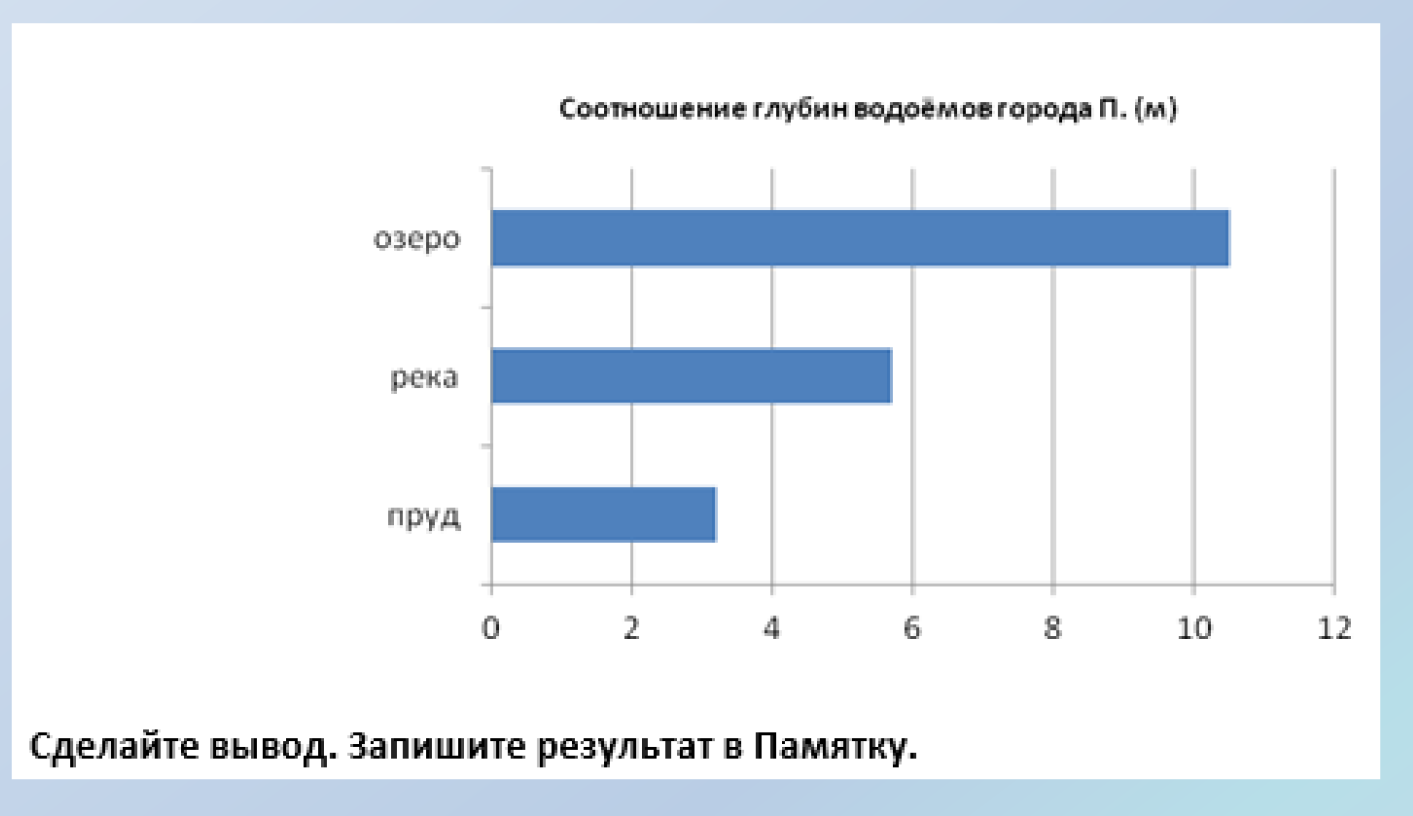 Соотношение глубин водоёмов города П. (м)
озеро
река
пруд
0 2 4 6 8 10 12
Сделайте вывод. Запишите результат в Памятку.